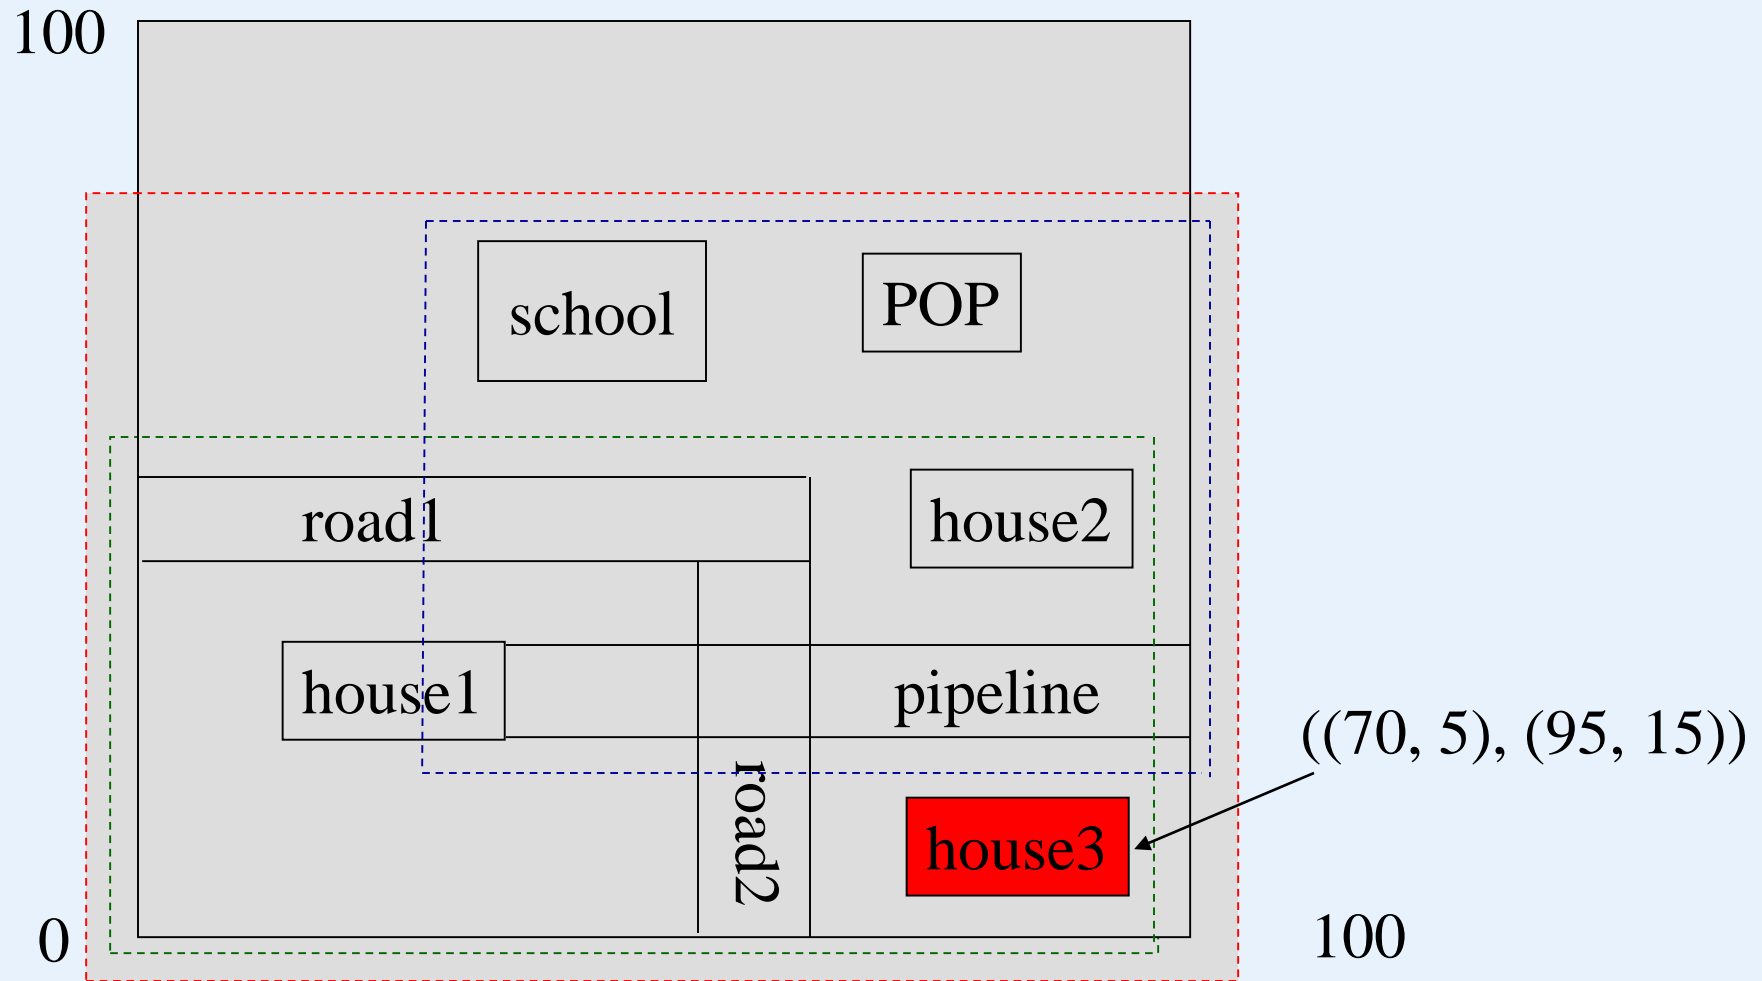 100
school
POP
road1
house2
house1
pipeline
((70, 5), (95, 15))
road2
house3
0
100